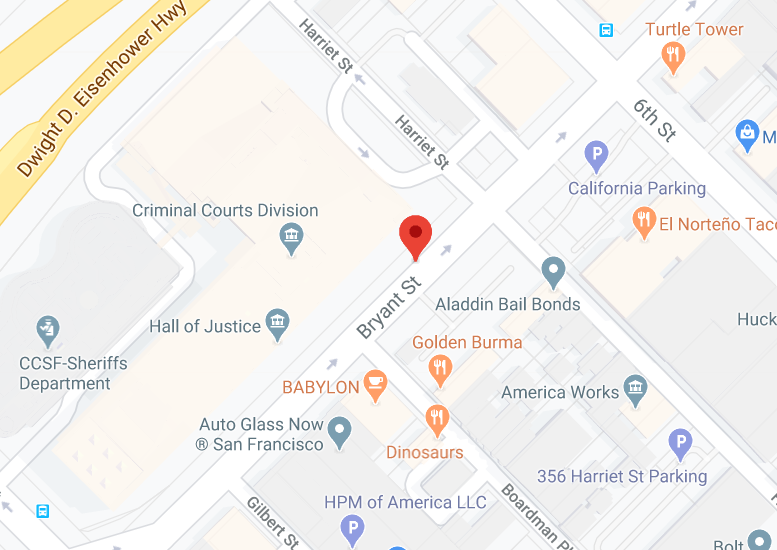 Dwight D. Eisenhower Hwy
Harriet St
Turtle Tower
6th St
Harriet St
M
California Parking
Criminal Courts Division
El Norteño Taco
Bryant St
Aladdin Bail Bonds
Hall of Justice
Huck
Golden Burma
CCSF-Sheriffs
Department
BABYLON
America Works
Auto Glass Now
® San Francisco
Dinosaurs
356 Harriet St Parking
HPM of America LLC
Gilbert St
Boardman Pl
Bolt